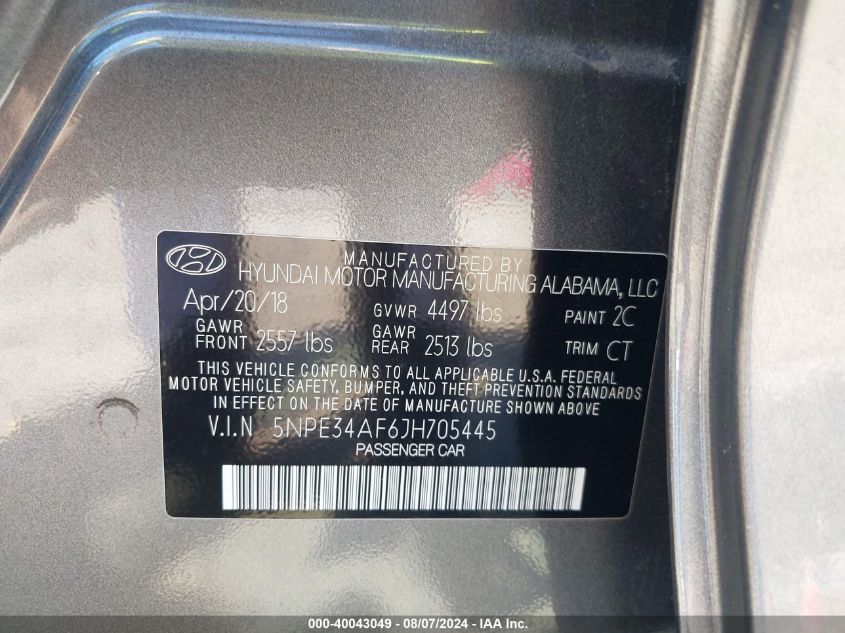 MANUFACTURED BY
HYUNDAI MOTOR MANUFACTURING ALABAMA, LLC
Apr/20/18 GVWR 4497 lbs PAINT 2C
GAWR FRONT 2557 lbs GAWR REAR 2513 lbs TRIM CT
THIS VEHICLE CONFORMS TO ALL APPLICABLE U.S.A. FEDERAL
MOTOR VEHICLE SAFETY, BUMPER, AND THEFT PREVENTION STANDARDS
IN EFFECT ON THE DATE OF MANUFACTURE SHOWN ABOVE
V.I.N 5NPE34AF6JH705445
PASSENGER CAR
000-40043049 - 08/07/2024 - IAA Inc.